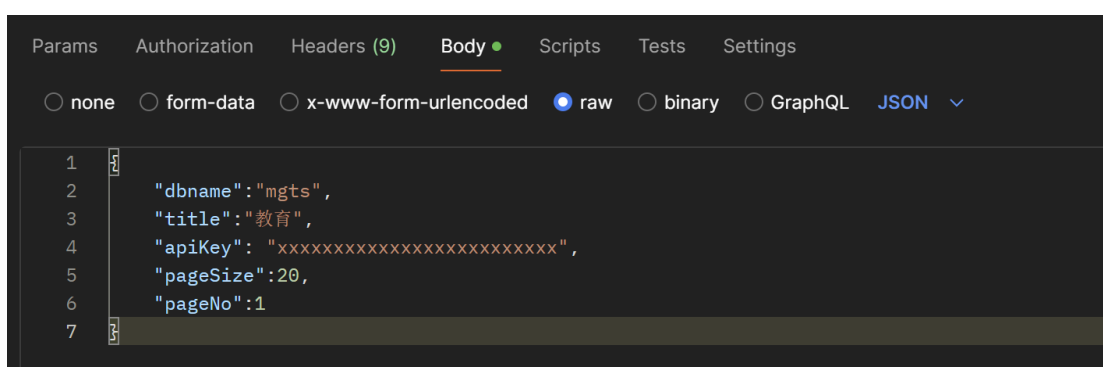 Params Authorization Headers (9) Body Scripts Tests Settings
none form-data x-www-form-urlencoded raw binary GraphQL JSON
1 {
2 "dbname":"mgts",
3 "title":"教育",
4 "apiKey": "xxxxxxxxxxxxxxxxxxxxxxxxx",
5 "pageSize":20,
6 "pageNo":1
7 }